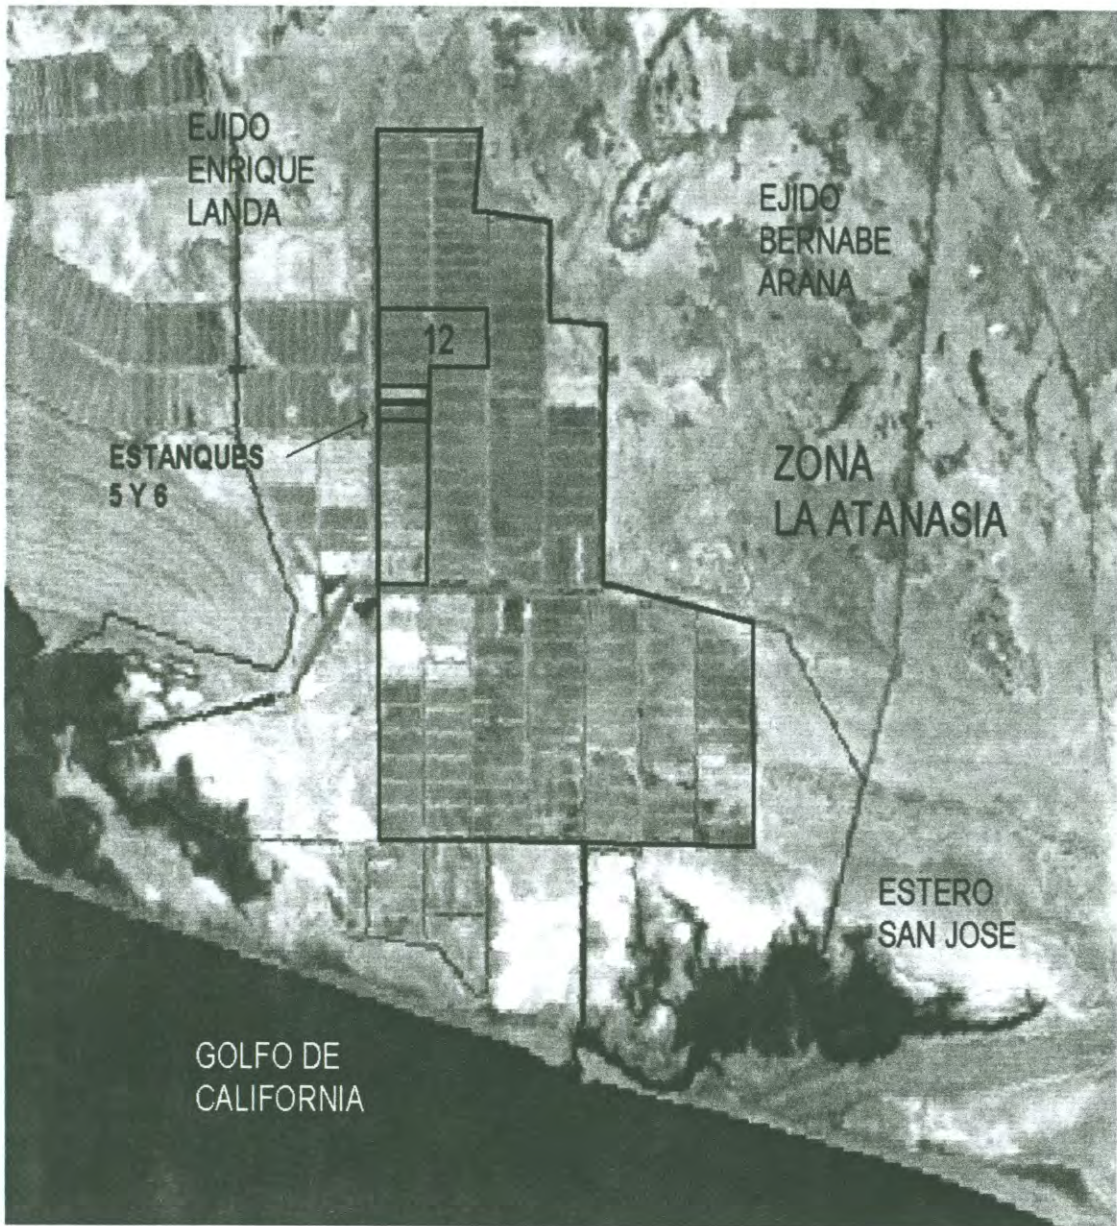 EJIDO
ENRIQUE
LANDA
EJIDO
BERNABE
ARANA
12
ESTANQUES
5 Y 6
ZONA
LA ATANASIA
ESTERO
SAN JOSE
GOLFO DE
CALIFORNIA